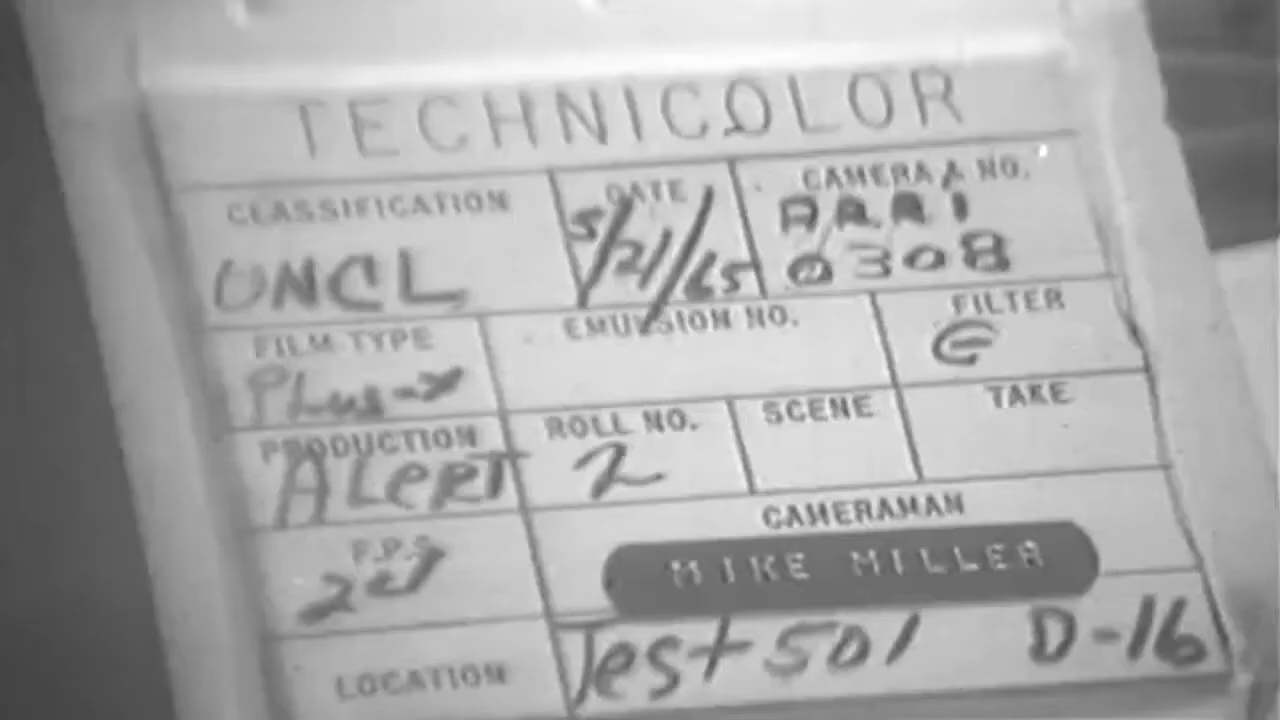 TECHNICOLOR
CLASSIFICATION DATE CAMERA & NO.
UNCL 5/21/65 ARRI
0308
FILM TYPE EMULSION NO. FILTER
Plus-X G
PRODUCTION ROLL NO. SCENE TAKE
ALERT 2
F.P.S. CAMERAMAN
24 MIKE MILLER
LOCATION Test 501 D-16